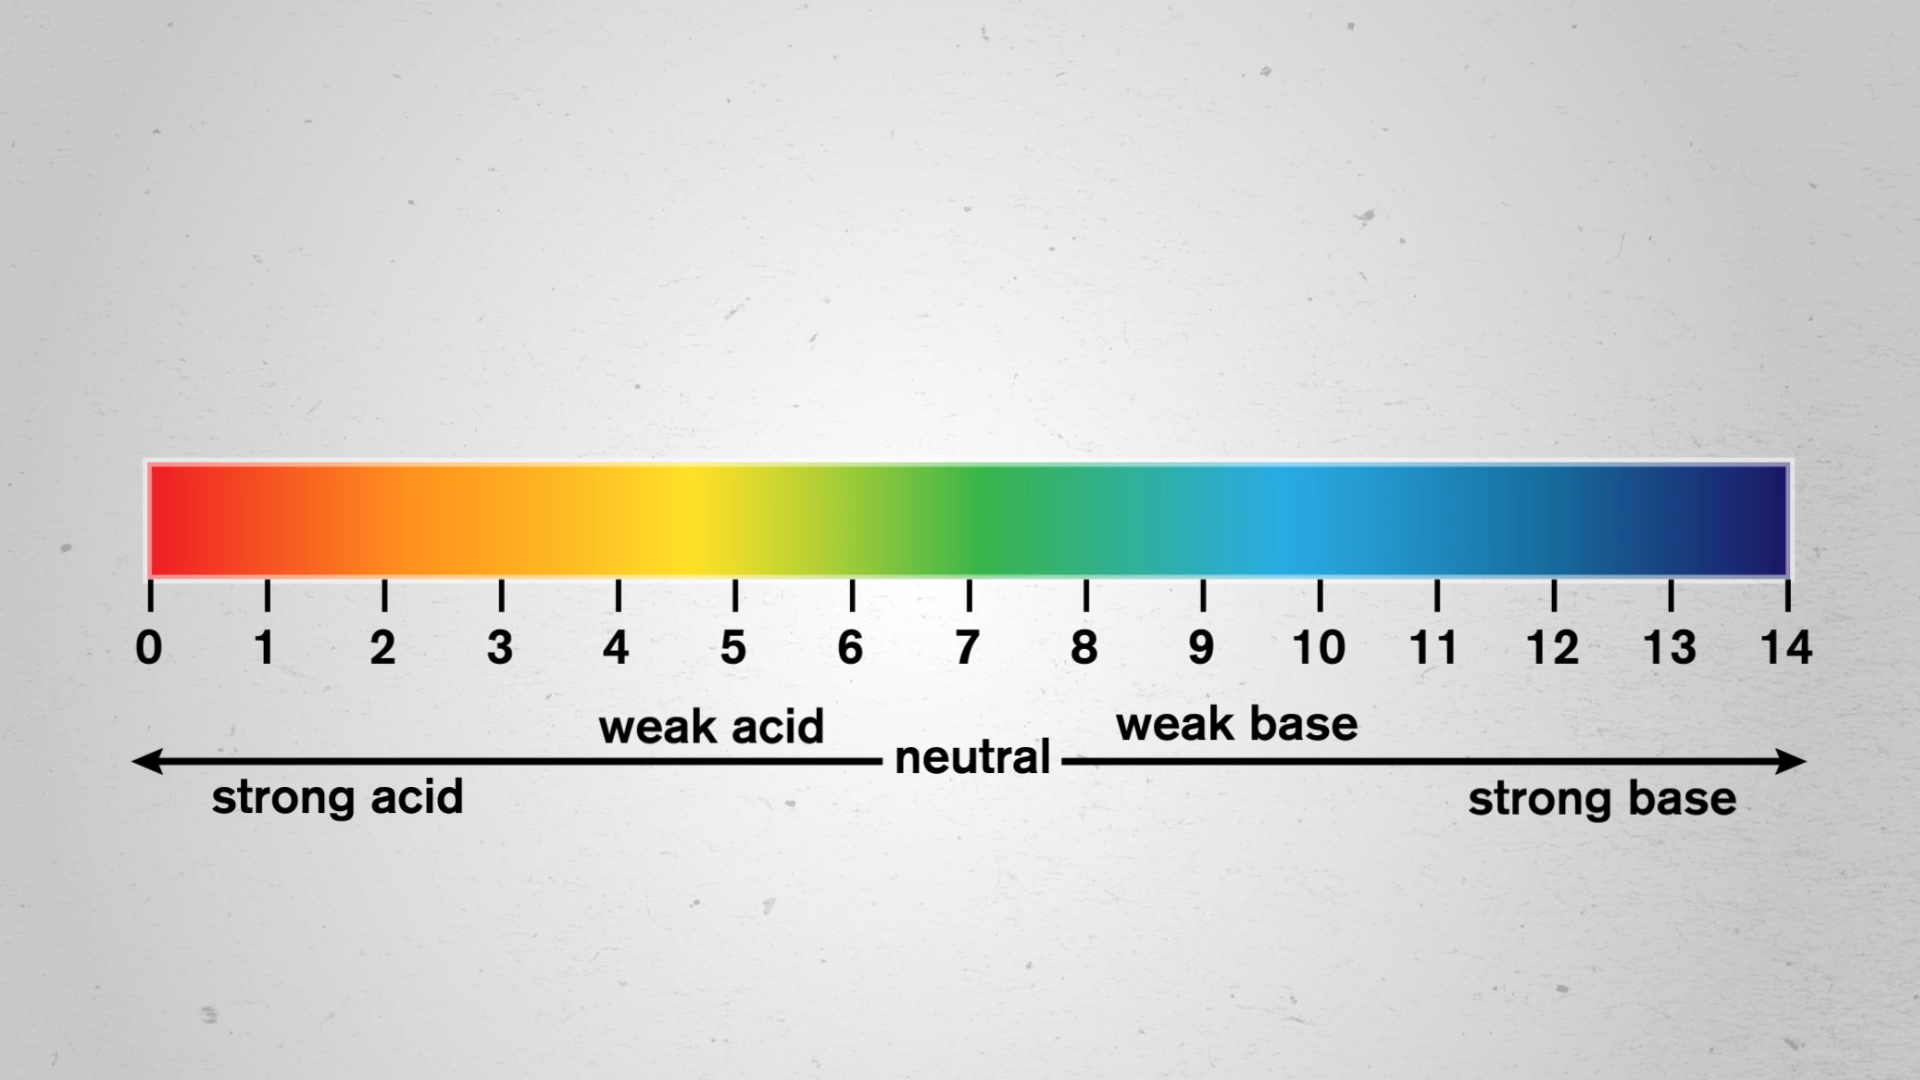 0 1 2 3 4 5 6 7 8 9 10 11 12 13 14
weak acid weak base
neutral
strong acid strong base